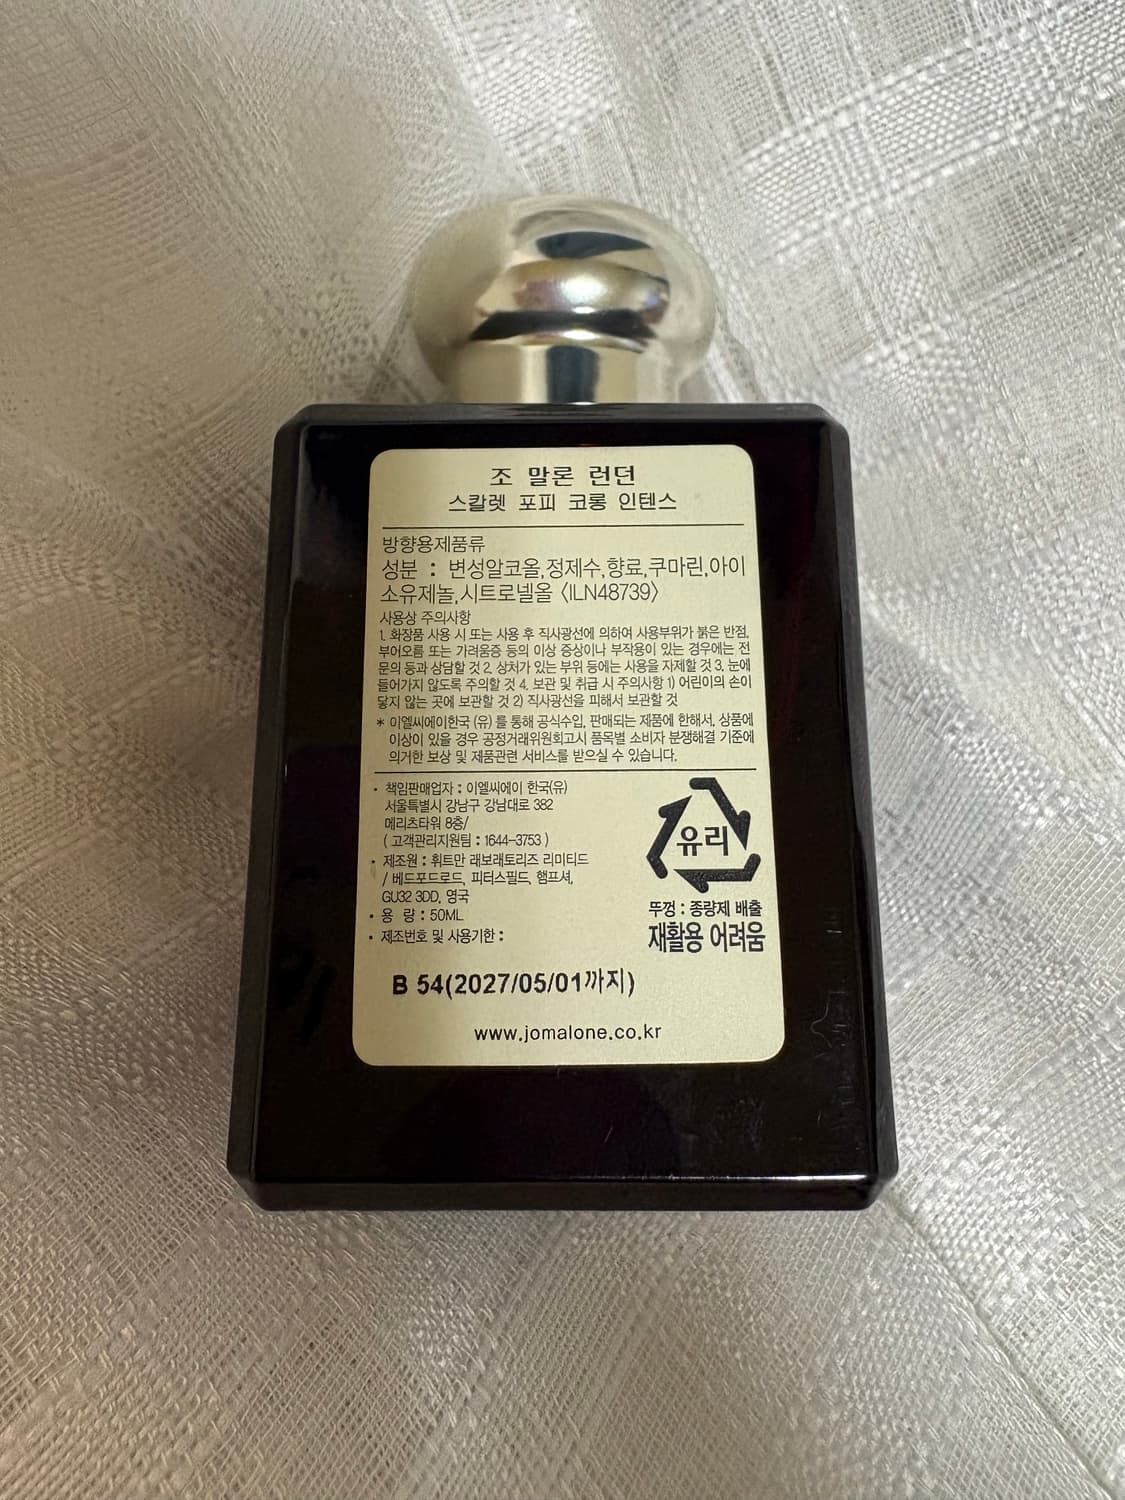 조 말론 런던
스칼렛 포피 코롱 인텐스
방향용제품류
성분 : 변성알코올,정제수,향료,쿠마린,아이
소유제놀,시트로넬올 〈ILN48739〉
사용상 주의사항
1. 화장품 사용 시 또는 사용 후 직사광선에 의하여 사용부위가 붉은 반점,
부어오름 또는 가려움증 등의 이상 증상이나 부작용이 있는 경우에는 전
문의 등과 상담할 것 2. 상처가 있는 부위 등에는 사용을 자제할 것 3. 눈에
들어가지 않도록 주의할 것 4. 보관 및 취급 시 주의사항 1) 어린이의 손이
닿지 않는 곳에 보관할 것 2) 직사광선을 피해서 보관할 것
* 이엘씨에이한국 (유) 를 통해 공식수입, 판매되는 제품에 한해서, 상품에
이상이 있을 경우 공정거래위원회고시 품목별 소비자 분쟁해결 기준에
의거한 보상 및 제품관련 서비스를 받으실 수 있습니다.
• 책임판매업자 : 이엘씨에이 한국(유)
서울특별시 강남구 강남대로 382
메리츠타워 8층/
( 고객관리지원팀 : 1644-3753 )
• 제조원 : 휘트만 래보래토리즈 리미티드
/ 베드포드로드, 피터스필드, 햄프셔,
GU32 3DD, 영국
• 용 량 : 50ML
• 제조번호 및 사용기한 :
유리
뚜껑 : 종량제 배출
재활용 어려움
B 54(2027/05/01까지)
www.jomalone.co.kr